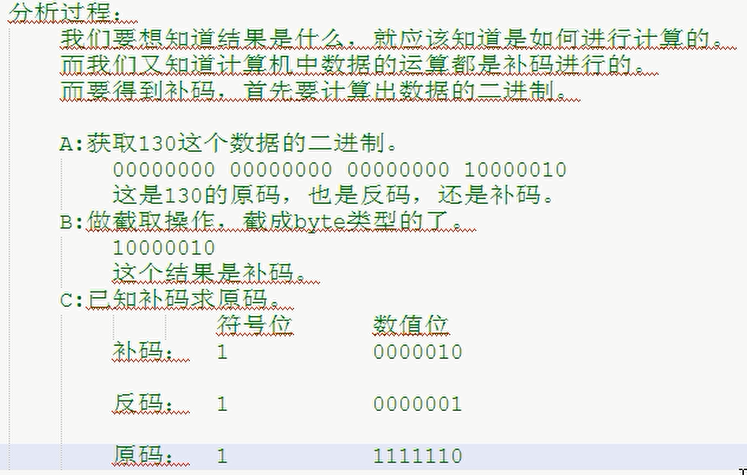 分析过程：
我们要想知道结果是什么，就应该知道是如何进行计算的。
而我们又知道计算机中数据的运算都是补码进行的。
而要得到补码，首先要计算出数据的二进制。
A:获取130这个数据的二进制。
00000000 00000000 00000000 10000010
这是130的原码，也是反码，还是补码。
B:做截取操作，截成byte类型的了。
10000010
这个结果是补码。
C:已知补码求原码。
符号位 数值位
补码： 1 0000010
反码： 1 0000001
原码： 1 1111110